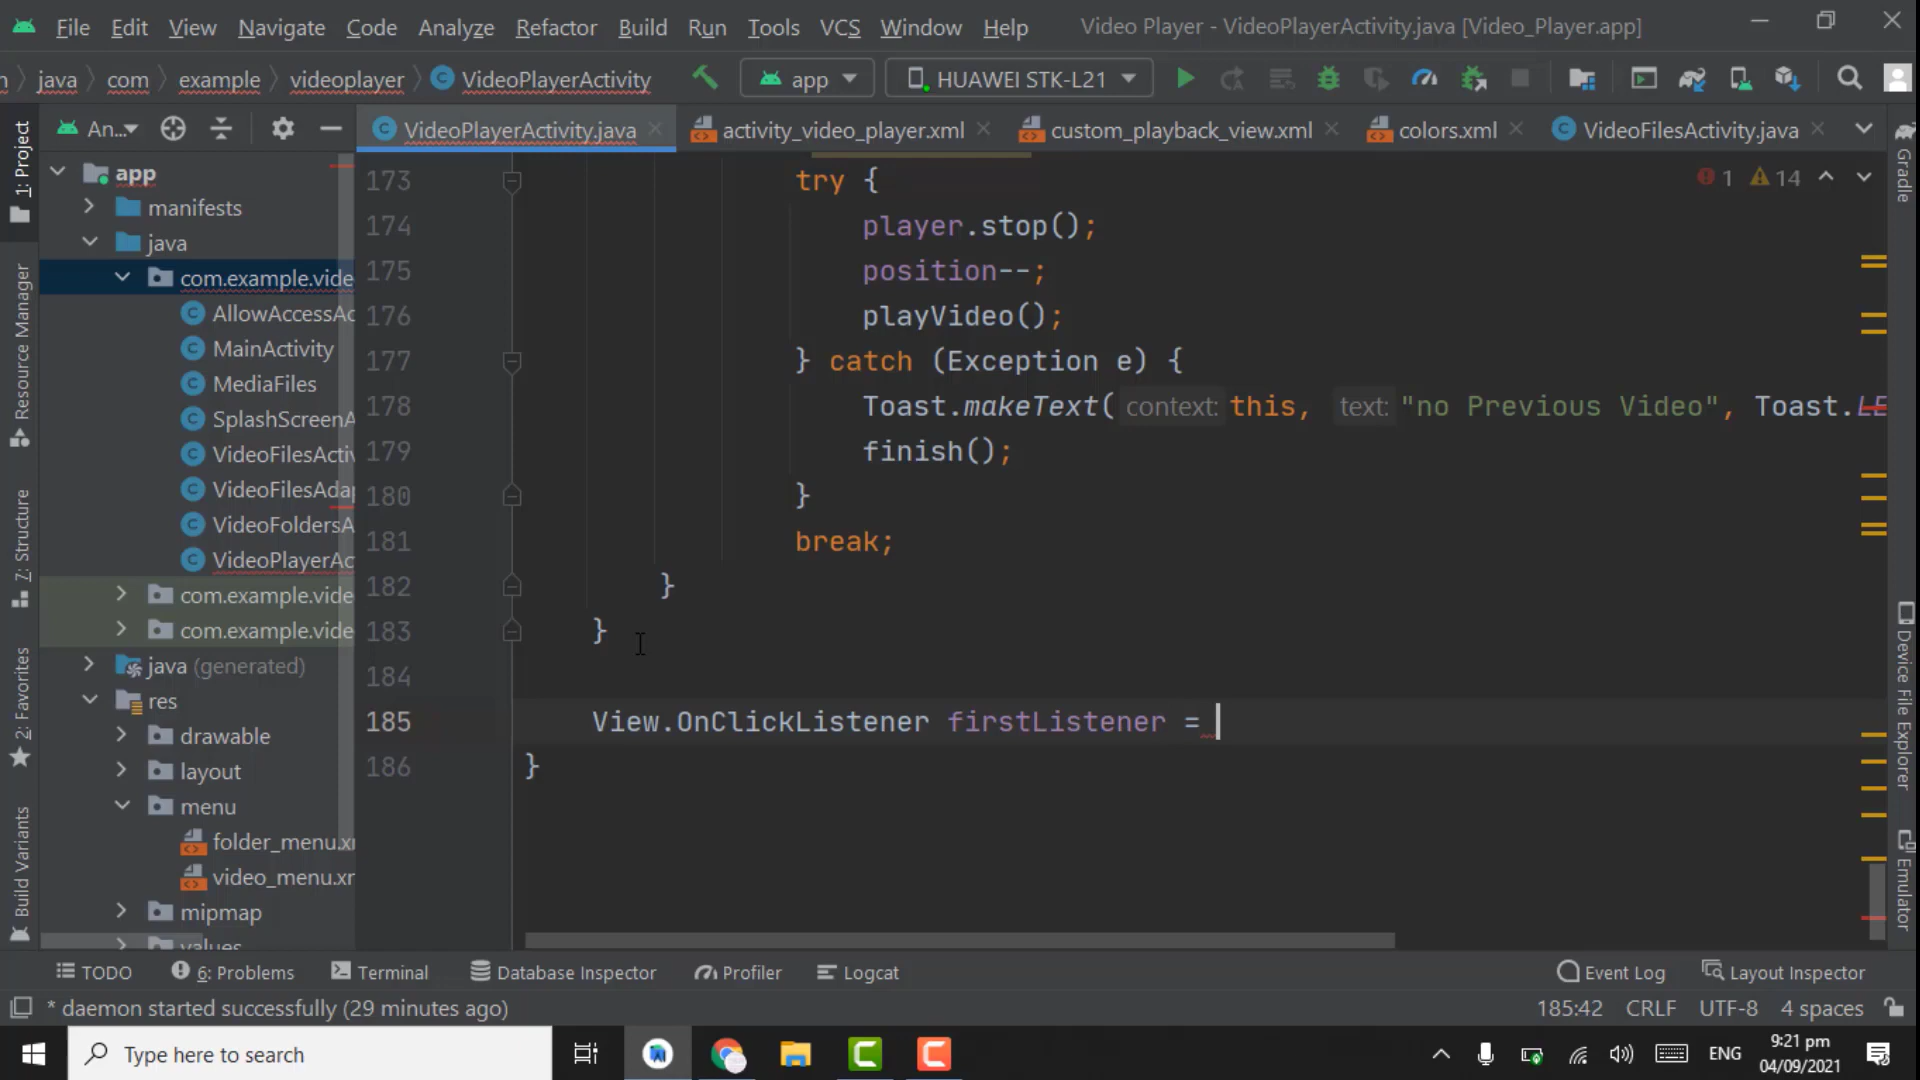 File Edit View Navigate Code Analyze Refactor Build Run Tools VCS Window Help Video Player - VideoPlayerActivity.java [Video_Player.app]
java com example videoplayer VideoPlayerActivity app HUAWEI STK-L21
An... VideoPlayerActivity.java activity_video_player.xml custom_playback_view.xml colors.xml VideoFilesActivity.java
1: Project
Resource Manager
7: Structure
2: Favorites
Build Variants
app
manifests
java
com.example.vide
AllowAccessAc
MainActivity
MediaFiles
SplashScreenA
VideoFilesActiv
VideoFilesAdap
VideoFoldersA
VideoPlayerAc
com.example.vide
com.example.vide
java (generated)
res
drawable
layout
menu
folder_menu.xr
video_menu.xr
mipmap
values
1 14
173 try {
174 player.stop();
175 position--;
176 playVideo();
177 } catch (Exception e) {
178 Toast.makeText( context: this, text: "no Previous Video", Toast.LE
179 finish();
180 }
181 break;
182 }
183 }
184
185 View.OnClickListener firstListener =
186 }
Gradle
Device File Explorer
Emulator
TODO 6: Problems Terminal Database Inspector Profiler Logcat Event Log Layout Inspector
* daemon started successfully (29 minutes ago) 185:42 CRLF UTF-8 4 spaces
Type here to search ENG 9:21 pm
04/09/2021